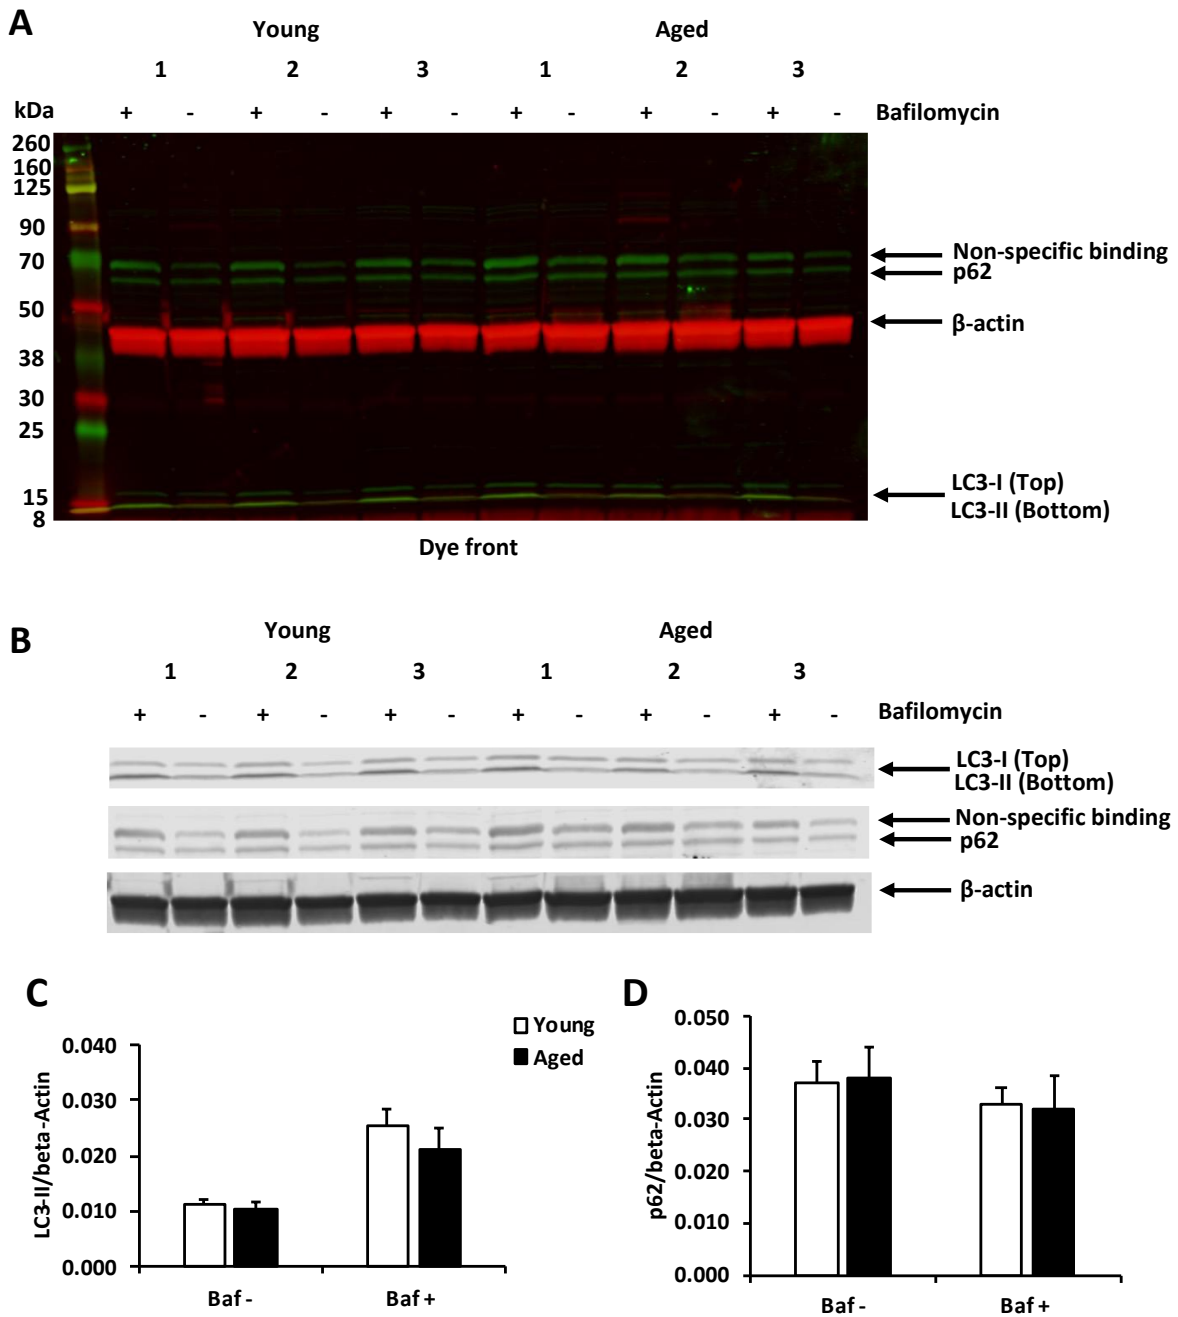 A
Young Aged
1 2 3 1 2 3
kDa + - + - + - + - + - + - Bafilomycin
260
160
125
90
70
50
38
30
25
15
8
Non-specific binding
p62
β-actin
LC3-I (Top)
LC3-II (Bottom)
Dye front
B
Young Aged
1 2 3 1 2 3
+ - + - + - + - + - + - Bafilomycin
LC3-I (Top)
LC3-II (Bottom)
Non-specific binding
p62
β-actin
C
Young
Aged
LC3-II/beta-Actin
0.040
0.030
0.020
0.010
0.000
Baf - Baf +
D
p62/beta-Actin
0.050
0.040
0.030
0.020
0.010
0.000
Baf - Baf +